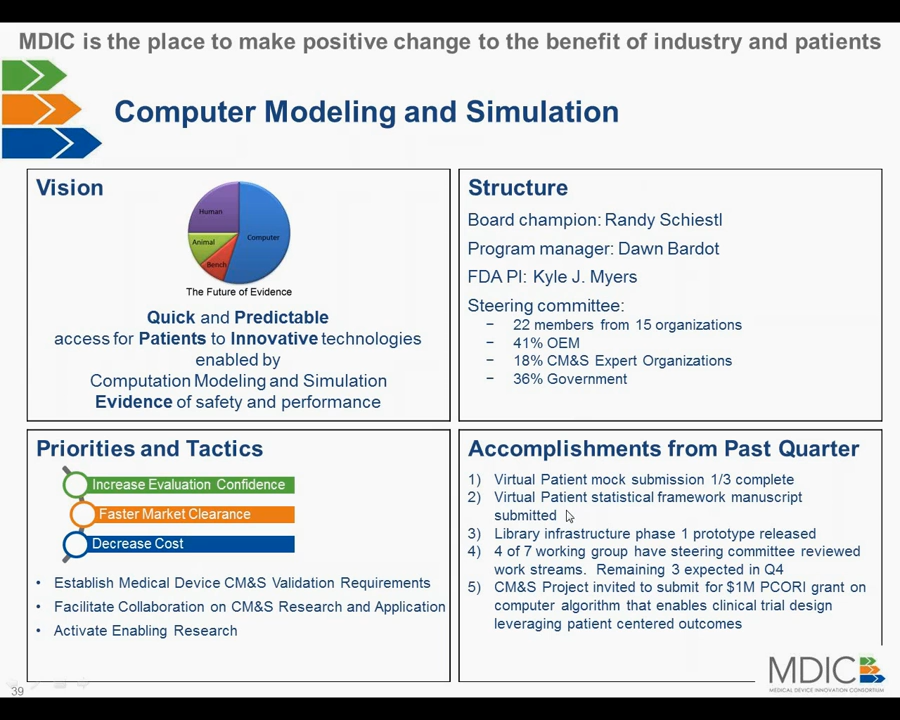 MDIC is the place to make positive change to the benefit of industry and patients
Computer Modeling and Simulation
Vision
Human
Computer
Animal
Bench
The Future of Evidence
Quick and Predictable
access for Patients to Innovative technologies
enabled by
Computation Modeling and Simulation
Evidence of safety and performance
Structure
Board champion: Randy Schiestl
Program manager: Dawn Bardot
FDA PI: Kyle J. Myers
Steering committee:
− 22 members from 15 organizations
− 41% OEM
− 18% CM&S Expert Organizations
− 36% Government
Priorities and Tactics
Increase Evaluation Confidence
Faster Market Clearance
Decrease Cost
• Establish Medical Device CM&S Validation Requirements
• Facilitate Collaboration on CM&S Research and Application
• Activate Enabling Research
Accomplishments from Past Quarter
1) Virtual Patient mock submission 1/3 complete
2) Virtual Patient statistical framework manuscript
submitted
3) Library infrastructure phase 1 prototype released
4) 4 of 7 working group have steering committee reviewed
work streams. Remaining 3 expected in Q4
5) CM&S Project invited to submit for $1M PCORI grant on
computer algorithm that enables clinical trial design
leveraging patient centered outcomes
MDIC
MEDICAL DEVICE INNOVATION CONSORTIUM
39